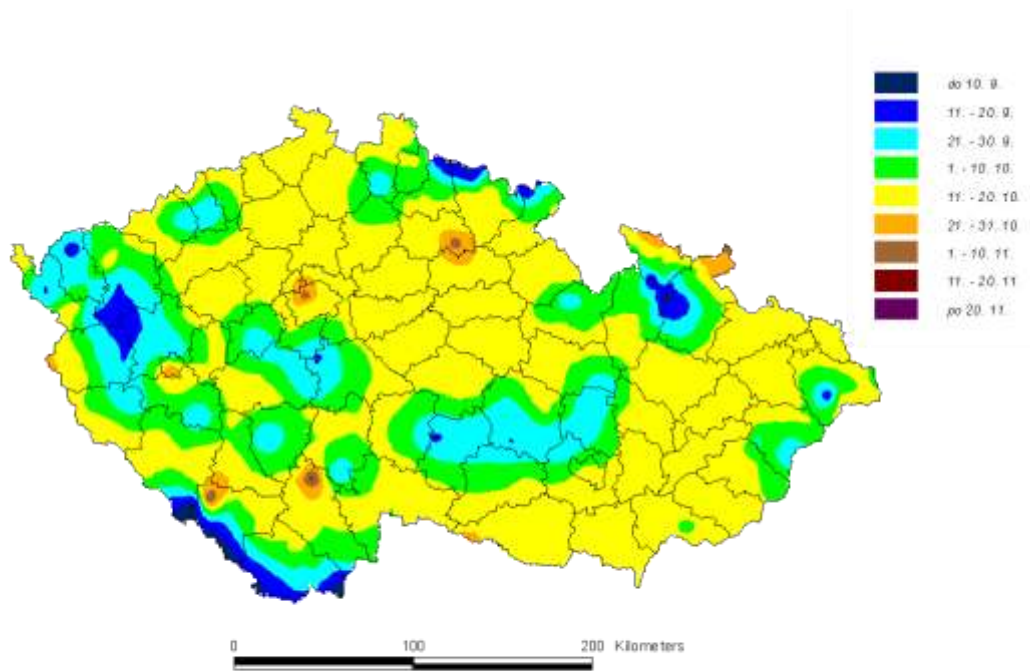 do 10. 9.
11. - 20. 9.
21. - 30. 9.
1. - 10. 10.
11. - 20. 10.
21. - 31. 10.
1. - 10. 11.
11. - 20. 11.
po 20. 11.
0 100 200 Kilometers